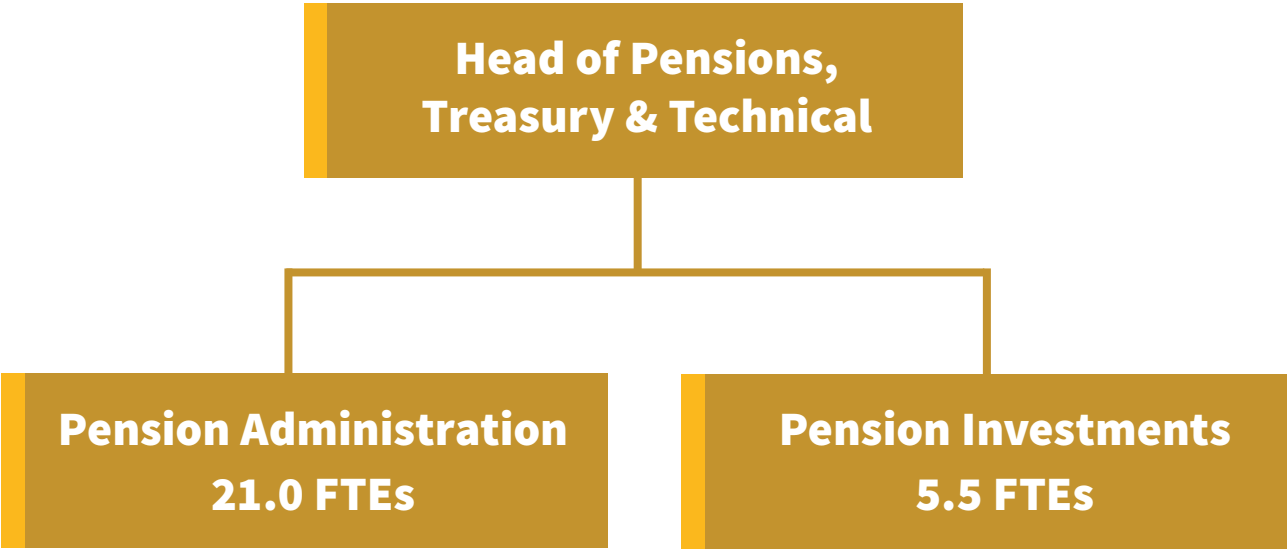 Head of Pensions,
Treasury & Technical
Pension Administration
21.0 FTEs
Pension Investments
5.5 FTEs